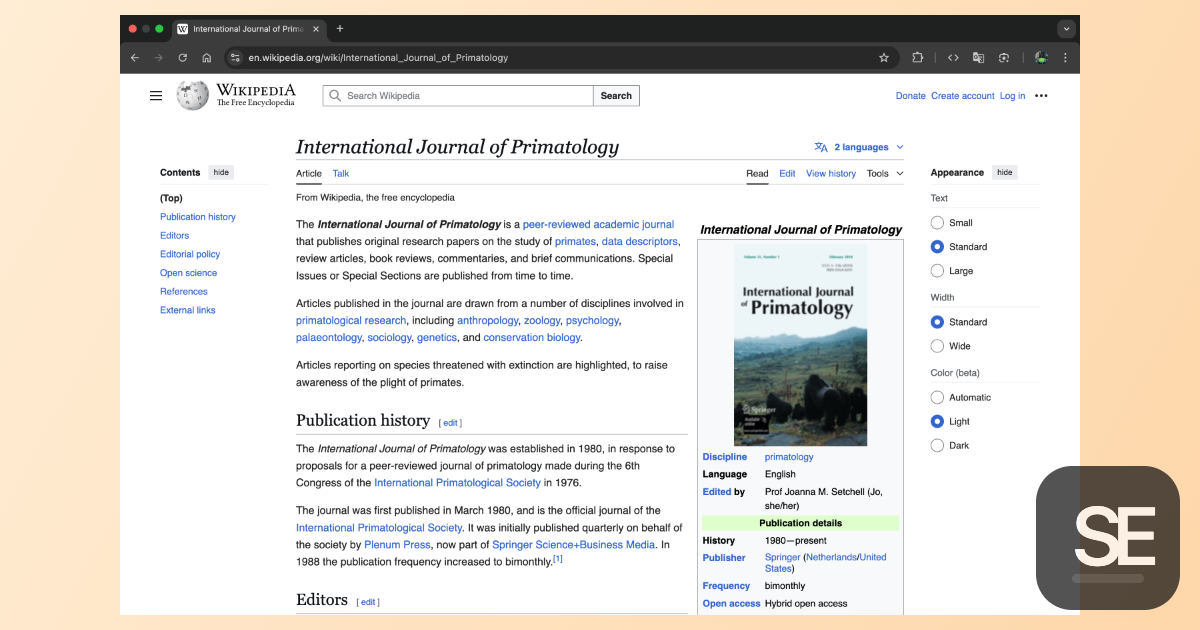 International Journal of Prima
en.wikipedia.org/wiki/International_Journal_of_Primatology
WIKIPEDIA
The Free Encyclopedia
Search Wikipedia
Search
Donate Create account Log in
International Journal of Primatology
2 languages
Contents hide
(Top)
Publication history
Editors
Editorial policy
Open science
References
External links
Article Talk
Read Edit View history Tools
From Wikipedia, the free encyclopedia
The International Journal of Primatology is a peer-reviewed academic journal
that publishes original research papers on the study of primates, data descriptors,
review articles, book reviews, commentaries, and brief communications. Special
Issues or Special Sections are published from time to time.
Articles published in the journal are drawn from a number of disciplines involved in
primatological research, including anthropology, zoology, psychology,
palaeontology, sociology, genetics, and conservation biology.
Articles reporting on species threatened with extinction are highlighted, to raise
awareness of the plight of primates.
Publication history [ edit ]
The International Journal of Primatology was established in 1980, in response to
proposals for a peer-reviewed journal of primatology made during the 6th
Congress of the International Primatological Society in 1976.
The journal was first published in March 1980, and is the official journal of the
International Primatological Society. It was initially published quarterly on behalf of
the society by Plenum Press, now part of Springer Science+Business Media. In
1988 the publication frequency increased to bimonthly.[1]
Editors [ edit ]
International Journal of Primatology
International Journal
of Primatology
Springer
Discipline primatology
Language English
Edited by Prof Joanna M. Setchell (Jo,
she/her)
Publication details
History 1980—present
Publisher Springer (Netherlands/United
States)
Frequency bimonthly
Open access Hybrid open access
Appearance hide
Text
Small
Standard
Large
Width
Standard
Wide
Color (beta)
Automatic
Light
Dark
SE